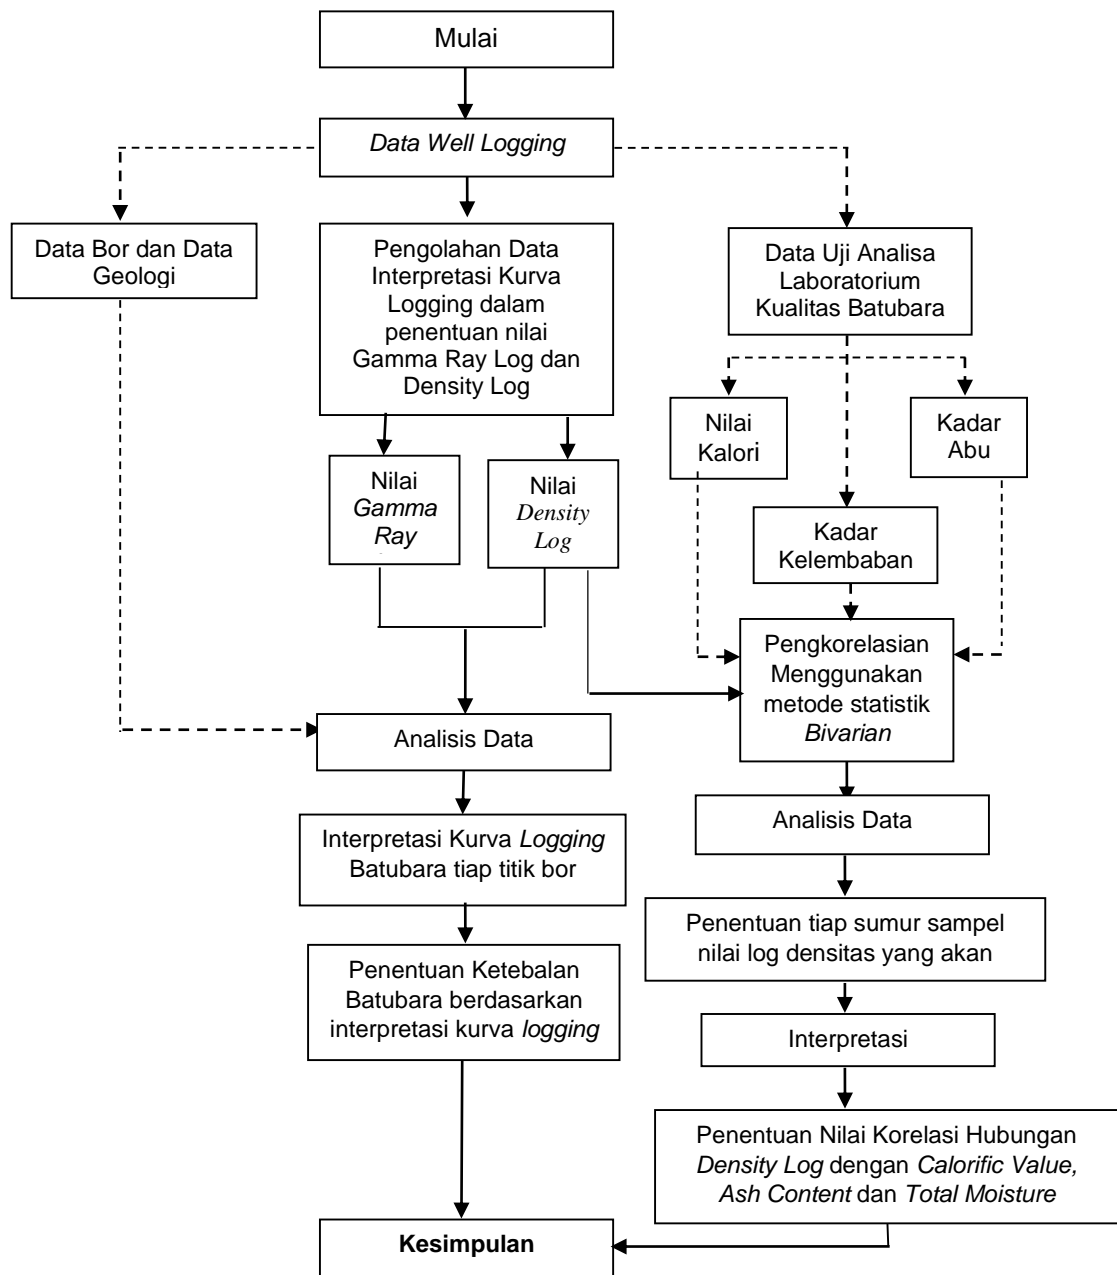 Mulai
Data Well Logging
Data Bor dan Data
Geologi
Pengolahan Data
Interpretasi Kurva
Logging dalam
penentuan nilai
Gamma Ray Log dan
Density Log
Data Uji Analisa
Laboratorium
Kualitas Batubara
Nilai
Kalori
Kadar
Abu
Nilai
Gamma
Ray
Nilai
Density
Log
Kadar
Kelembaban
Pengkorelasian
Menggunakan
metode statistik
Bivarian
Analisis Data
Analisis Data
Interpretasi Kurva Logging
Batubara tiap titik bor
Penentuan tiap sumur sampel
nilai log densitas yang akan
Penentuan Ketebalan
Batubara berdasarkan
interpretasi kurva logging
Interpretasi
Penentuan Nilai Korelasi Hubungan
Density Log dengan Calorific Value,
Ash Content dan Total Moisture
Kesimpulan